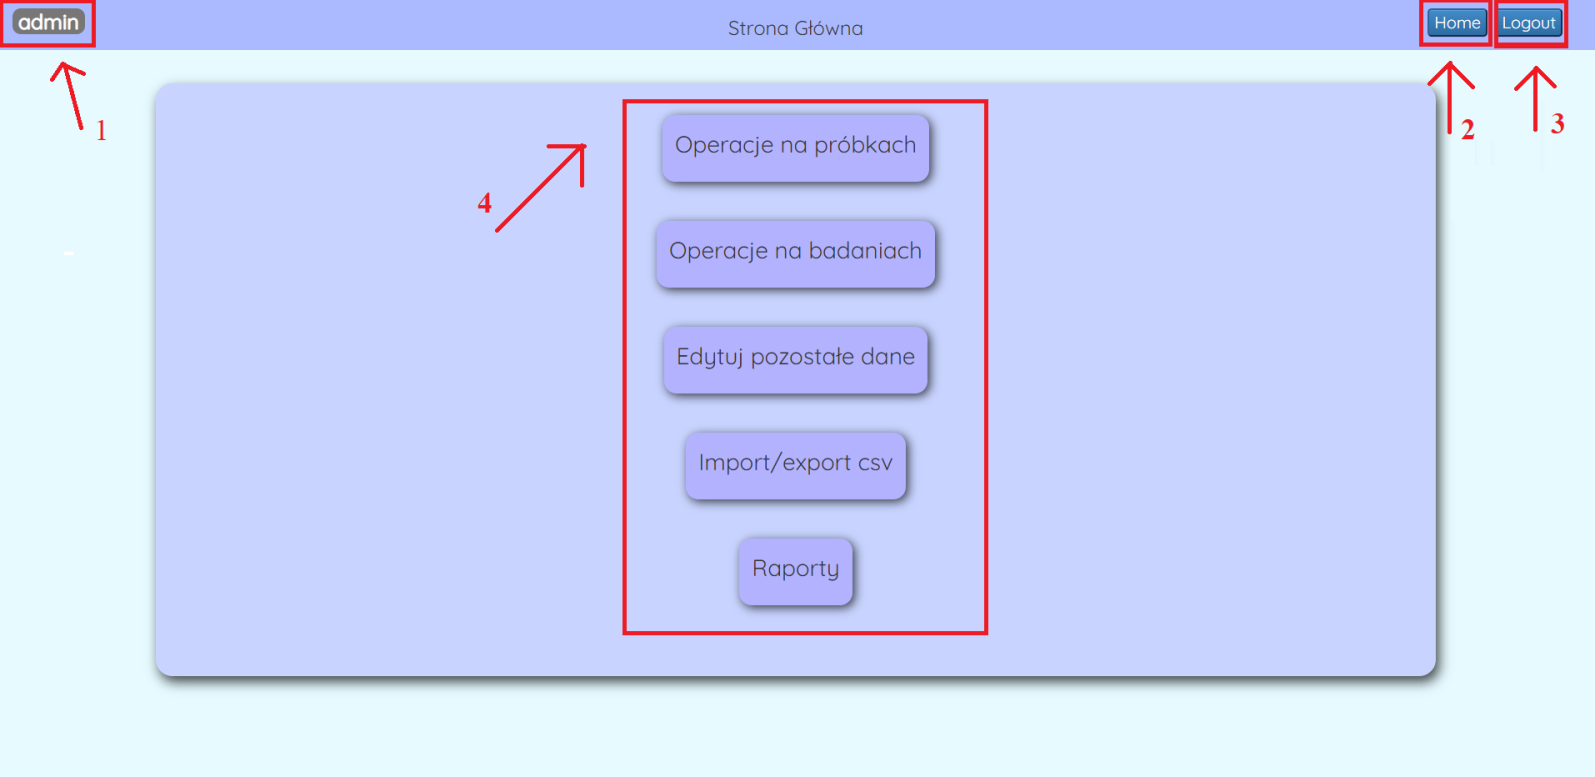 admin
Strona Główna
Home
Logout
1
2
3
4
Operacje na próbkach
Operacje na badaniach
Edytuj pozostałe dane
Import/export csv
Raporty